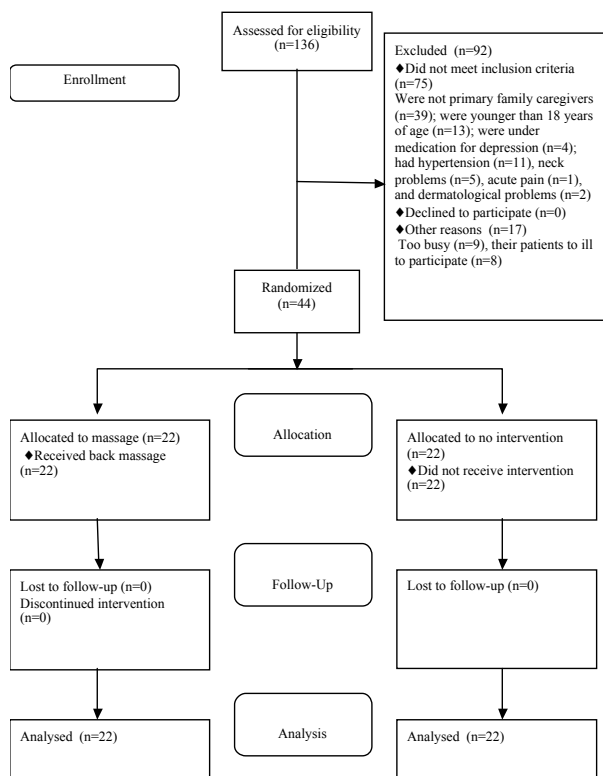 Assessed for eligibility
(n=136)
Enrollment
Excluded (n=92)
♦Did not meet inclusion criteria
(n=75)
Were not primary family caregivers
(n=39); were younger than 18 years
of age (n=13); were under
medication for depression (n=4);
had hypertension (n=11), neck
problems (n=5), acute pain (n=1),
and dermatological problems (n=2)
♦Declined to participate (n=0)
♦Other reasons (n=17)
Too busy (n=9), their patients to ill
to participate (n=8)
Randomized
(n=44)
Allocated to massage (n=22)
♦Received back massage
(n=22)
Allocation
Allocated to no intervention
(n=22)
♦Did not receive intervention
(n=22)
Lost to follow-up (n=0)
Discontinued intervention
(n=0)
Follow-Up
Lost to follow-up (n=0)
Analysed (n=22)
Analysis
Analysed (n=22)